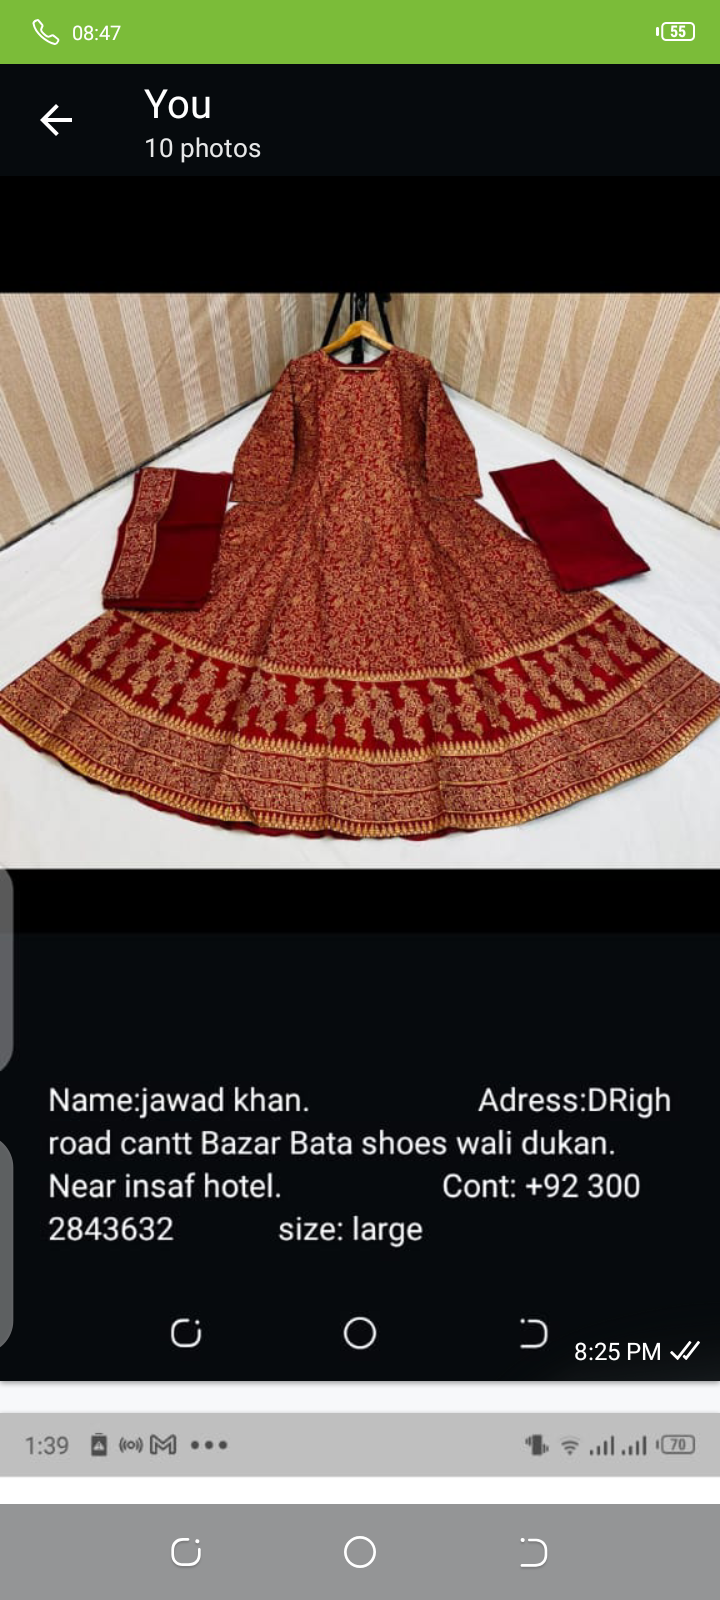 08:47
55
You
10 photos
Name:jawad khan. Adress:DRigh
road cantt Bazar Bata shoes wali dukan.
Near insaf hotel. Cont: +92 300
2843632 size: large
8:25 PM
1:39
70